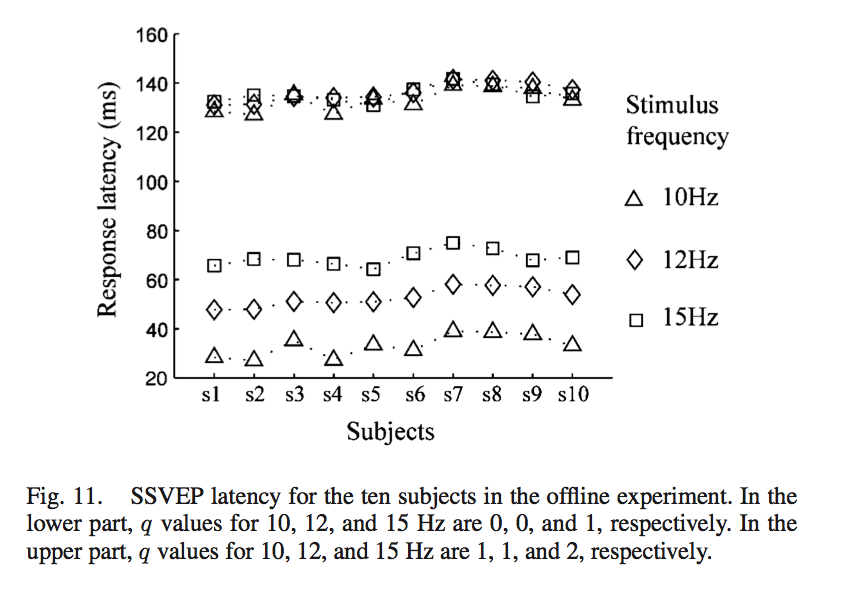 160
140
120
100
80
60
40
20
Response latency (ms)
s1 s2 s3 s4 s5 s6 s7 s8 s9 s10
Subjects
Stimulus
frequency
10Hz
12Hz
15Hz
Fig. 11. SSVEP latency for the ten subjects in the offline experiment. In the
lower part, q values for 10, 12, and 15 Hz are 0, 0, and 1, respectively. In the
upper part, q values for 10, 12, and 15 Hz are 1, 1, and 2, respectively.